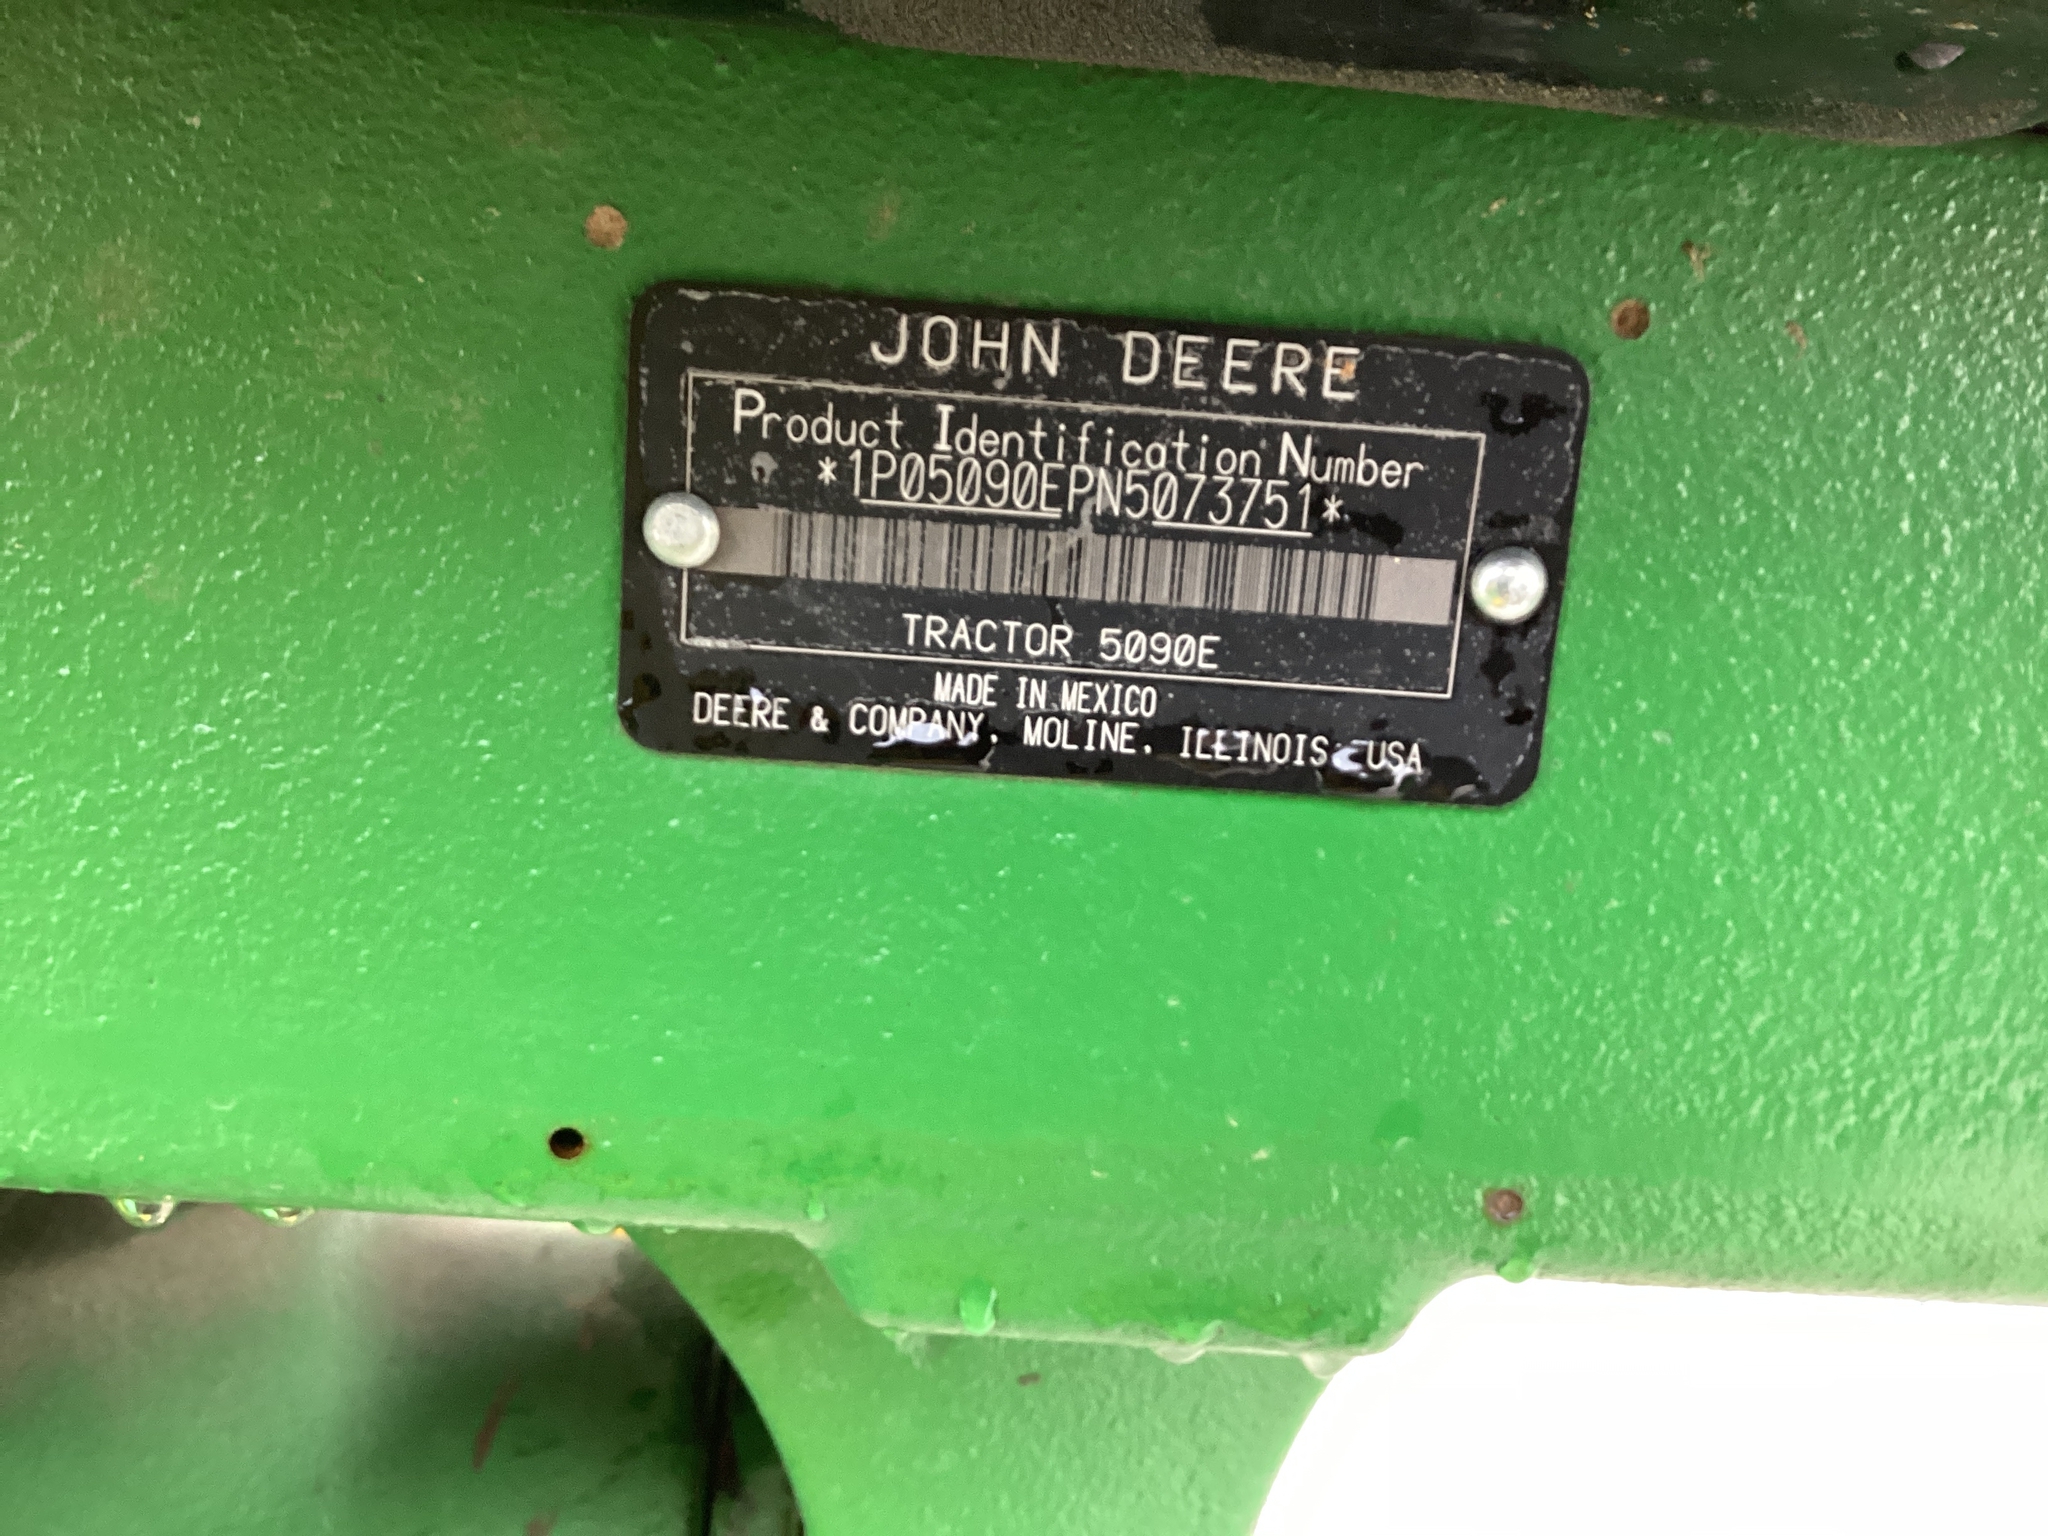 JOHN DEERE
Product Identification Number
*1P05090EPN5073751*
TRACTOR 5090E
MADE IN MEXICO
DEERE & COMPANY, MOLINE, ILLINOIS USA